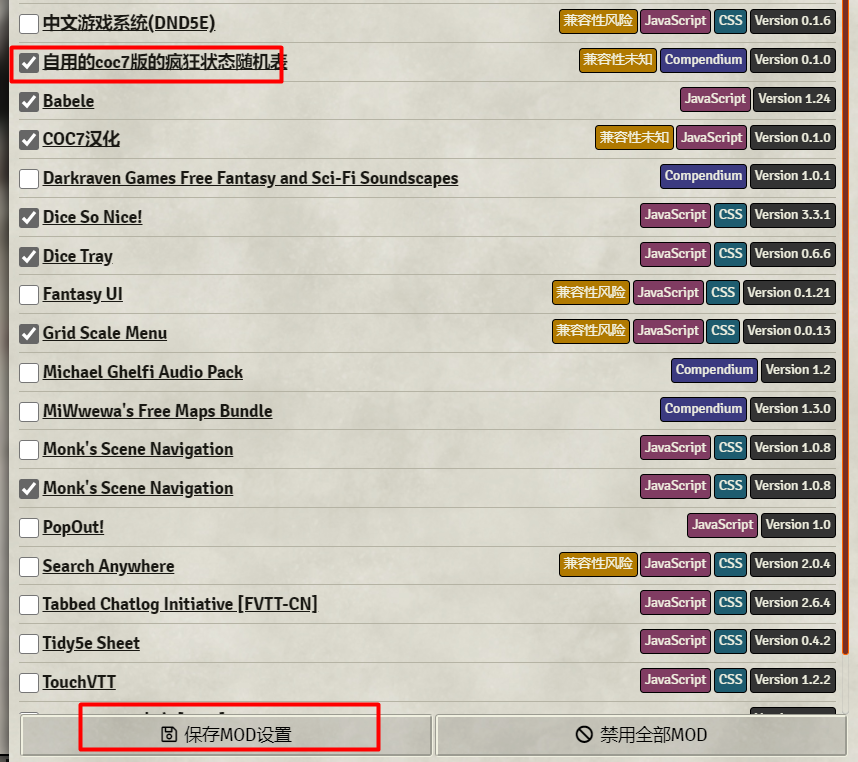 中文游戏系统(DND5E) 兼容性风险 JavaScript CSS Version 0.1.6
自用的coc7版的疯狂状态随机表 兼容性未知 Compendium Version 0.1.0
Babele JavaScript Version 1.24
COC7汉化 兼容性未知 JavaScript Version 0.1.0
Darkraven Games Free Fantasy and Sci-Fi Soundscapes Compendium Version 1.0.1
Dice So Nice! JavaScript CSS Version 3.3.1
Dice Tray JavaScript CSS Version 0.6.6
Fantasy UI 兼容性风险 JavaScript CSS Version 0.1.21
Grid Scale Menu 兼容性风险 JavaScript CSS Version 0.0.13
Michael Ghelfi Audio Pack Compendium Version 1.2
MiWwewa's Free Maps Bundle Compendium Version 1.3.0
Monk's Scene Navigation JavaScript CSS Version 1.0.8
Monk's Scene Navigation JavaScript CSS Version 1.0.8
PopOut! JavaScript Version 1.0
Search Anywhere 兼容性风险 JavaScript CSS Version 2.0.4
Tabbed Chatlog Initiative [FVTT-CN] JavaScript CSS Version 2.6.4
Tidy5e Sheet JavaScript CSS Version 0.4.2
TouchVTT JavaScript CSS Version 1.2.2
保存MOD设置 禁用全部MOD